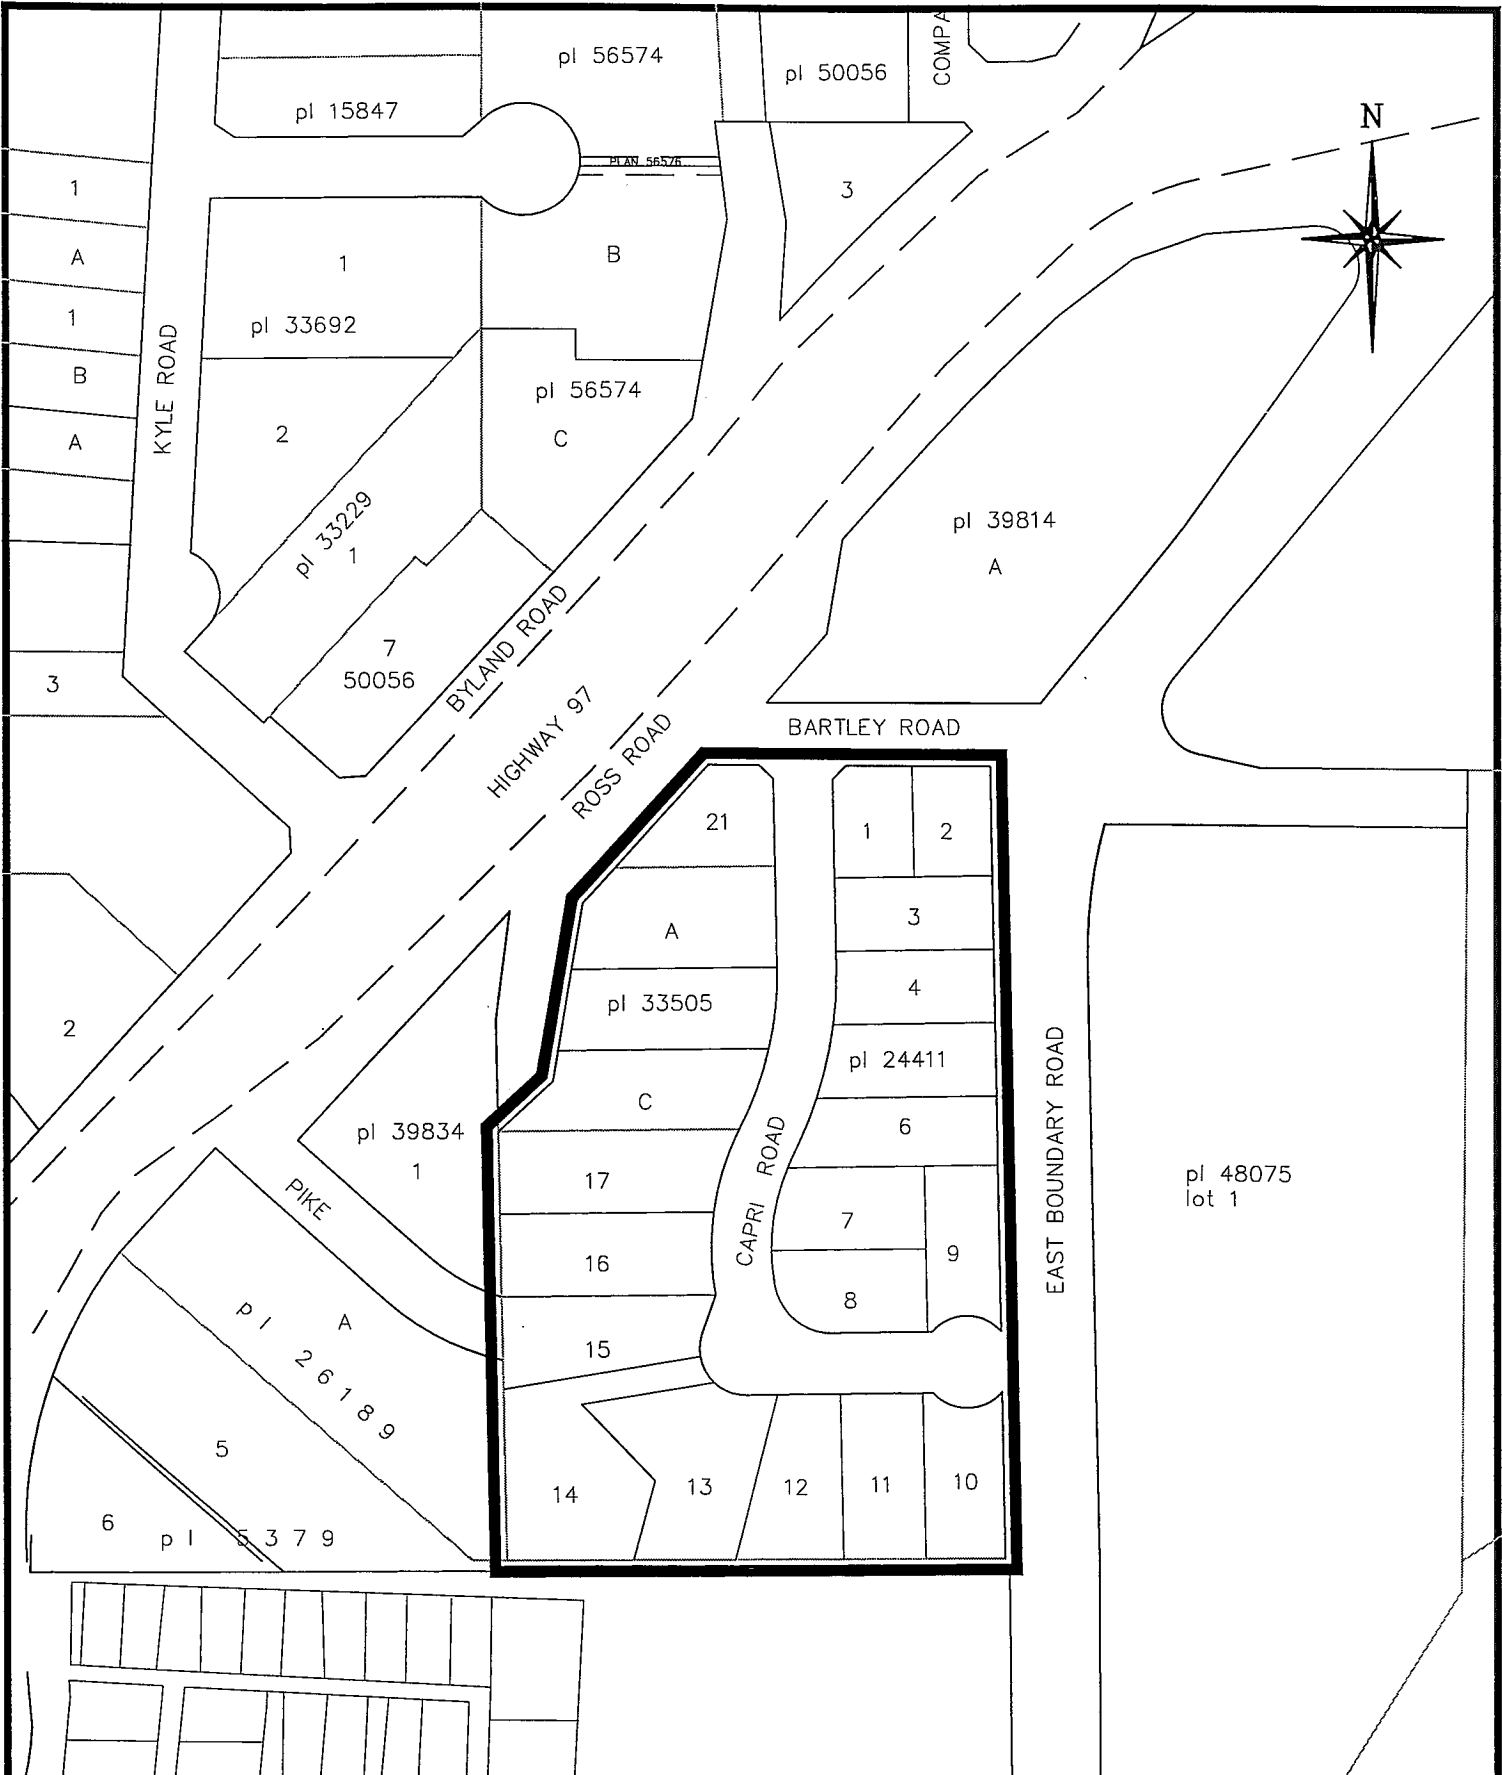 COMPA
pl 56574
pl 50056
pl 15847
N
PLAN 56576
1
3
A
B
1
1
pl 33692
KYLE ROAD
B
pl 56574
A
2
C
pl 33229
1
pl 39814
A
7
50056
BYLAND ROAD
3
HIGHWAY 97
ROSS ROAD
BARTLEY ROAD
21
1
2
A
3
4
2
pl 33505
pl 24411
C
6
EAST BOUNDARY ROAD
pl 39834
1
CAPRI ROAD
17
PIKE
pl 48075
lot 1
7
16
9
8
A
pl 26189
15
5
14
13
12
11
10
6
pl 5379